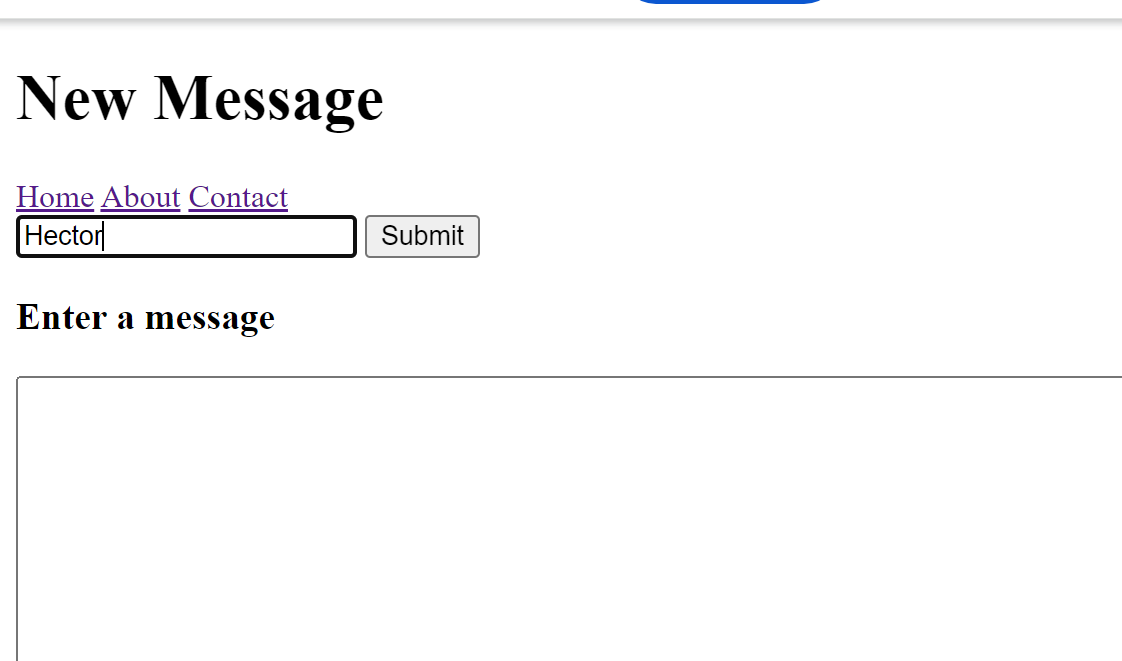 New Message
Home About Contact
Hector Submit
Enter a message